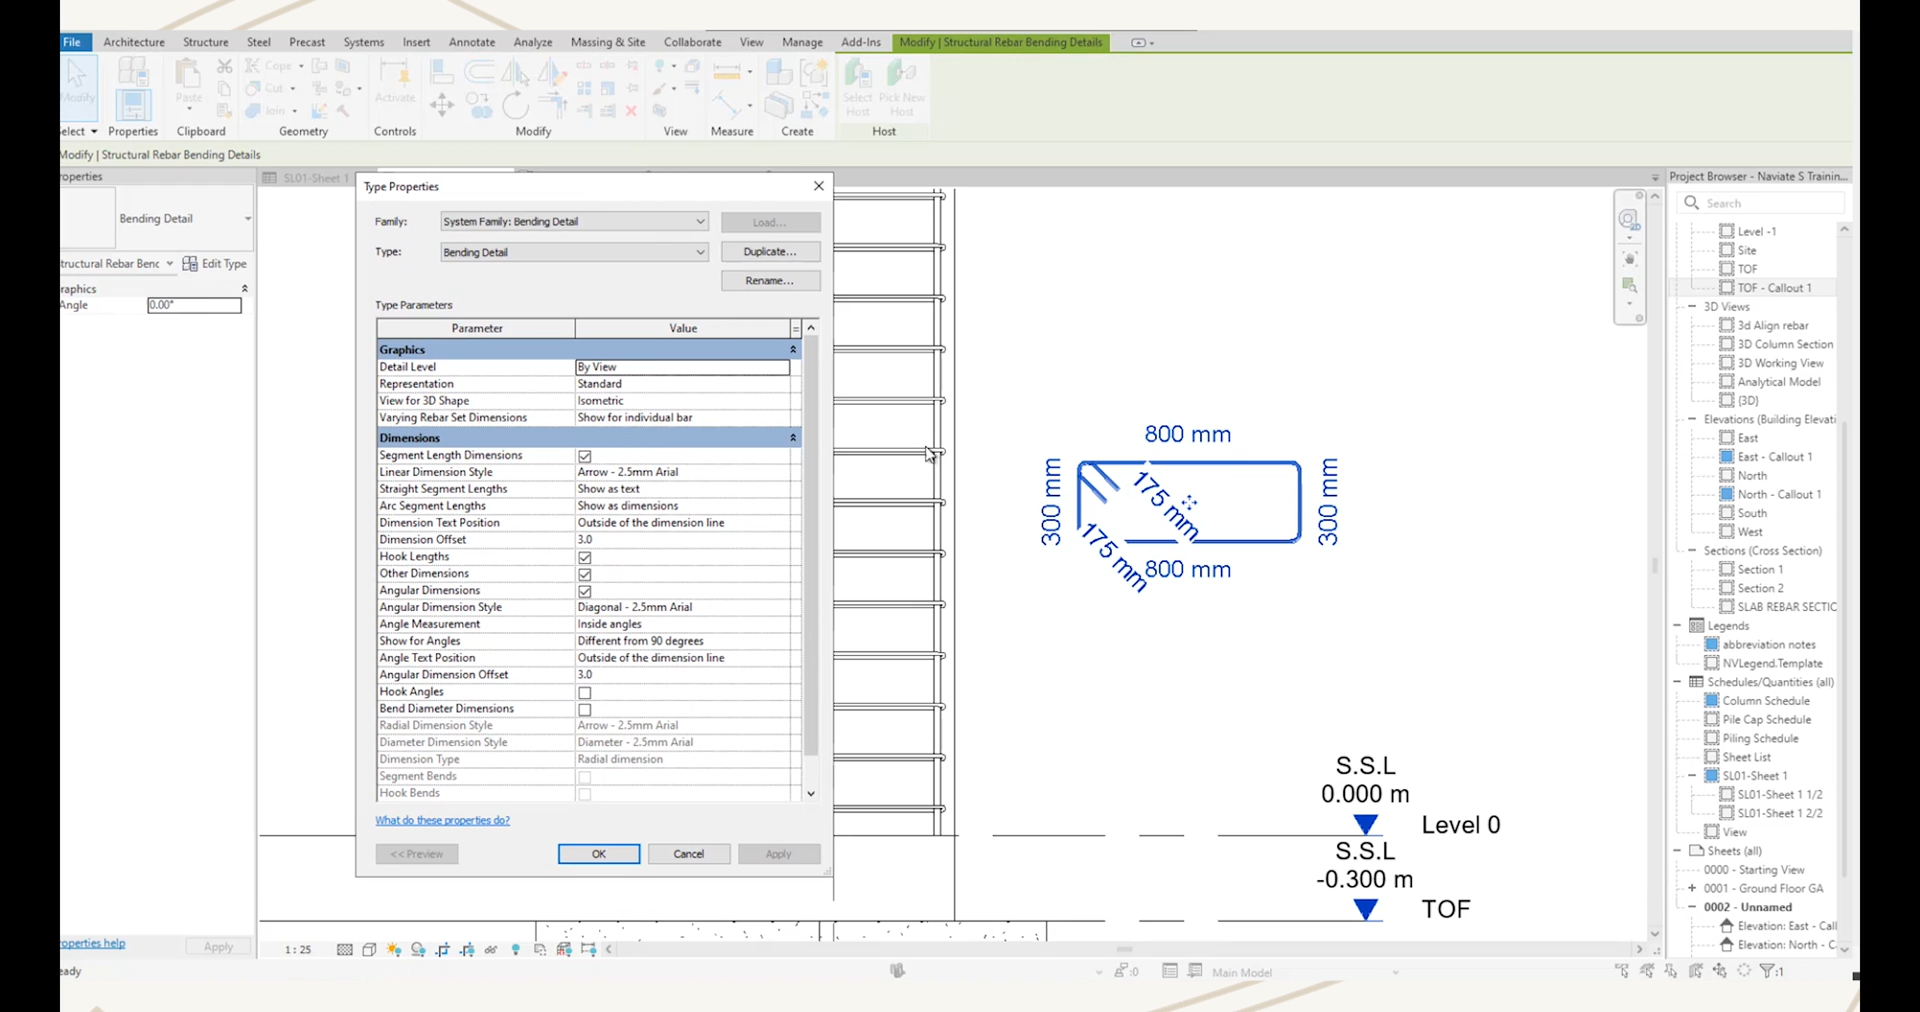 File Architecture Structure Steel Precast Systems Insert Annotate Analyze Massing & Site Collaborate View Manage Add-Ins Modify | Structural Rebar Bending Details
Modify Paste Cope Cut Join Activate Select Host Pick New Host
elect Properties Clipboard Geometry Controls Modify View Measure Create Host
Modify | Structural Rebar Bending Details
roperties
Bending Detail
tructural Rebar Benc Edit Type
raphics
Angle 0.00°
roperties help Apply
eady
SL01-Sheet 1
Type Properties
Family: System Family: Bending Detail Load...
Type: Bending Detail Duplicate...
Rename...
Type Parameters
Parameter Value =
Graphics
Detail Level By View
Representation Standard
View for 3D Shape Isometric
Varying Rebar Set Dimensions Show for individual bar
Dimensions
Segment Length Dimensions
Linear Dimension Style Arrow - 2.5mm Arial
Straight Segment Lengths Show as text
Arc Segment Lengths Show as dimensions
Dimension Text Position Outside of the dimension line
Dimension Offset 3.0
Hook Lengths
Other Dimensions
Angular Dimensions
Angular Dimension Style Diagonal - 2.5mm Arial
Angle Measurement Inside angles
Show for Angles Different from 90 degrees
Angle Text Position Outside of the dimension line
Angular Dimension Offset 3.0
Hook Angles
Bend Diameter Dimensions
Radial Dimension Style Arrow - 2.5mm Arial
Diameter Dimension Style Diameter - 2.5mm Arial
Dimension Type Radial dimension
Segment Bends
Hook Bends
What do these properties do?
<< Preview OK Cancel Apply
800 mm
300 mm
175 mm
175 mm
300 mm
800 mm
S.S.L
0.000 m
Level 0
S.S.L
-0.300 m
TOF
1 : 25
:0
Main Model
:1
Project Browser - Naviate S Trainin...
Search
Level -1
Site
TOF
TOF - Callout 1
3D Views
3d Align rebar
3D Column Section
3D Working View
Analytical Model
{3D}
Elevations (Building Elevati
East
East - Callout 1
North
North - Callout 1
South
West
Sections (Cross Section)
Section 1
Section 2
SLAB REBAR SECTIC
Legends
abbreviation notes
NVLegend.Template
Schedules/Quantities (all)
Column Schedule
Pile Cap Schedule
Piling Schedule
Sheet List
SL01-Sheet 1
SL01-Sheet 1 1/2
SL01-Sheet 1 2/2
View
Sheets (all)
0000 - Starting View
0001 - Ground Floor GA
0002 - Unnamed
Elevation: East - Call
Elevation: North - C